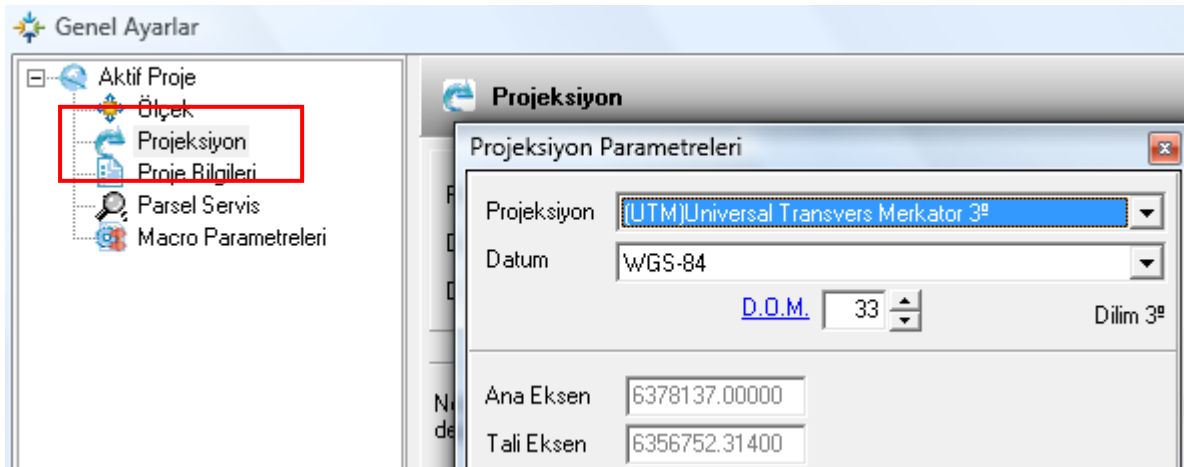 Genel Ayarlar
Aktif Proje
Ölçek
Projeksiyon
Proje Bilgileri
Parsel Servis
Macro Parametreleri
Projeksiyon
Projeksiyon Parametreleri
Projeksiyon (UTM)Universal Transvers Merkator 3º
Datum WGS-84
D.O.M. 33 Dilim 3º
Ana Eksen 6378137.00000
Tali Eksen 6356752.31400